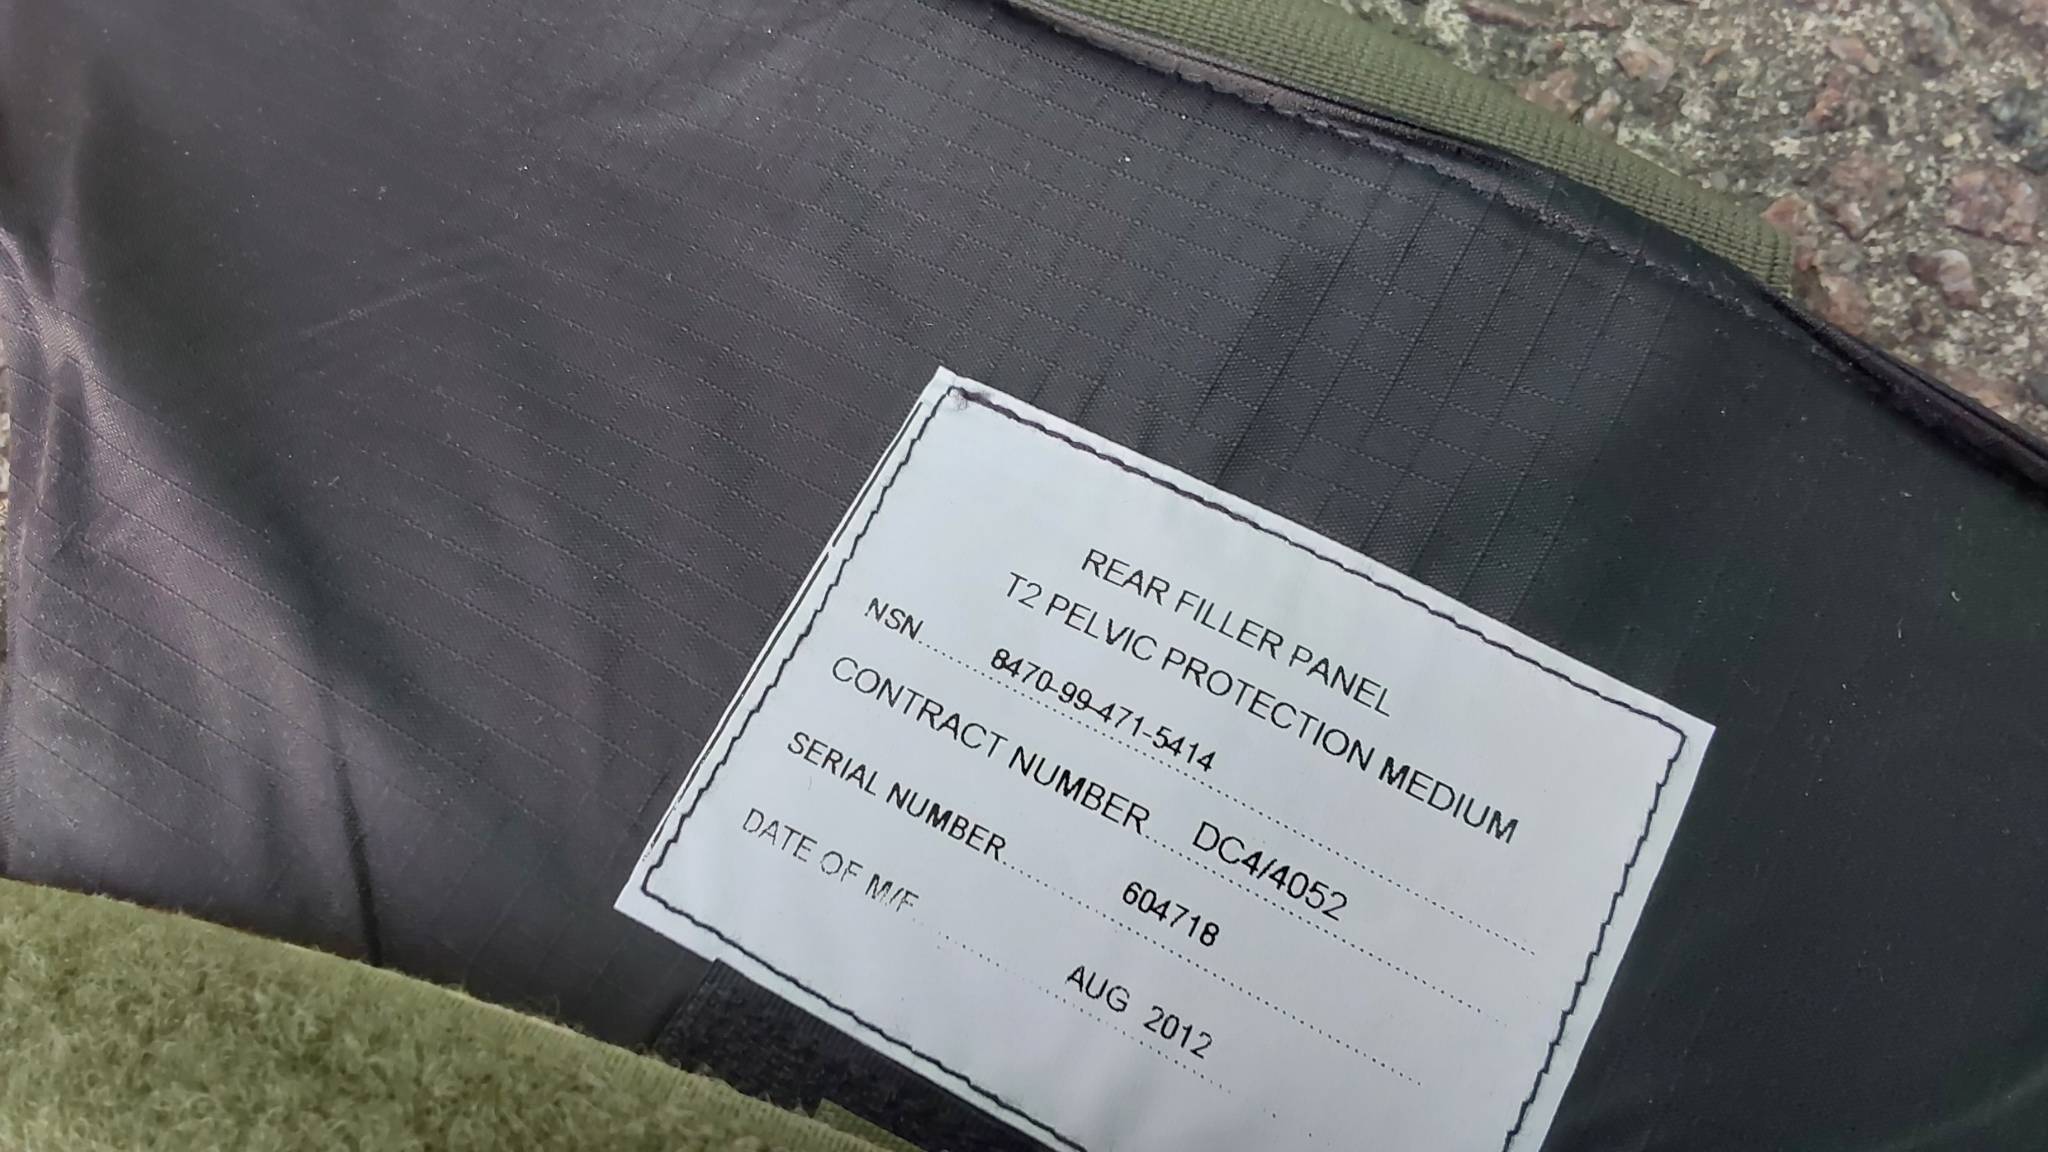 REAR FILLER PANEL
T2 PELVIC PROTECTION MEDIUM
NSN 8470-99-471-5414
CONTRACT NUMBER DC4/4052
SERIAL NUMBER 604718
DATE OF M/F AUG 2012